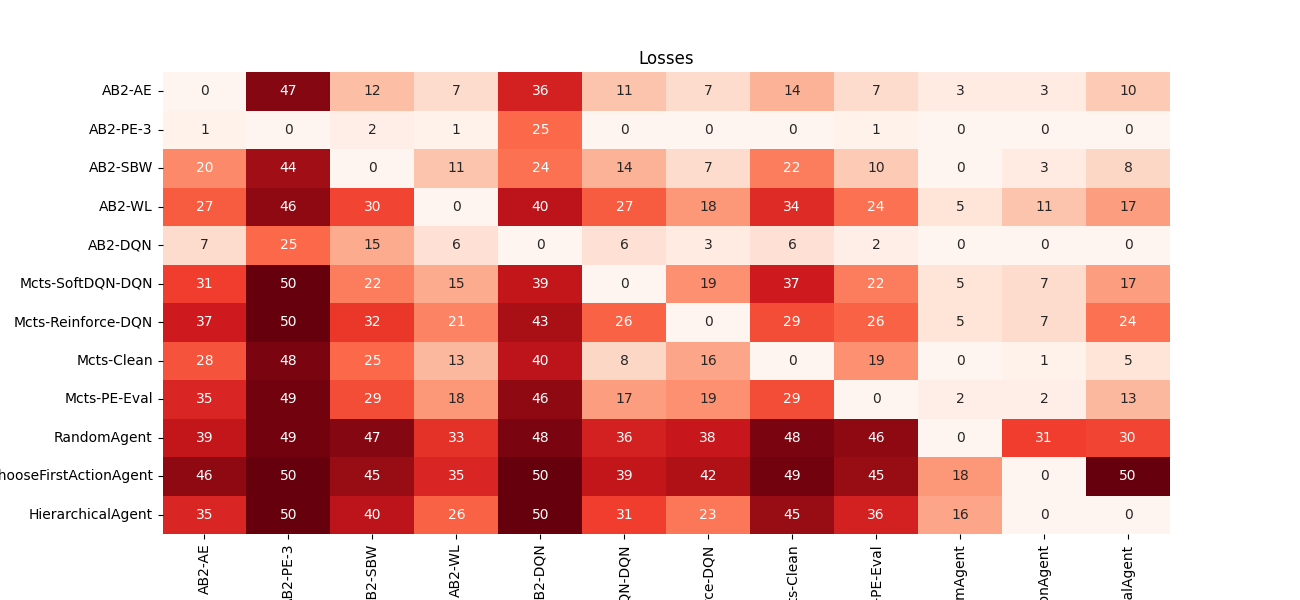 Losses
AB2-AE 0 47 12 7 36 11 7 14 7 3 3 10
AB2-PE-3 1 0 2 1 25 0 0 0 1 0 0 0
AB2-SBW 20 44 0 11 24 14 7 22 10 0 3 8
AB2-WL 27 46 30 0 40 27 18 34 24 5 11 17
AB2-DQN 7 25 15 6 0 6 3 6 2 0 0 0
Mcts-SoftDQN-DQN 31 50 22 15 39 0 19 37 22 5 7 17
Mcts-Reinforce-DQN 37 50 32 21 43 26 0 29 26 5 7 24
Mcts-Clean 28 48 25 13 40 8 16 0 19 0 1 5
Mcts-PE-Eval 35 49 29 18 46 17 19 29 0 2 2 13
RandomAgent 39 49 47 33 48 36 38 48 46 0 31 30
hooseFirstActionAgent 46 50 45 35 50 39 42 49 45 18 0 50
HierarchicalAgent 35 50 40 26 50 31 23 45 36 16 0 0
AB2-AE
B2-PE-3
B2-SBW
AB2-WL
B2-DQN
QN-DQN
rce-DQN
ts-Clean
-PE-Eval
mAgent
onAgent
alAgent